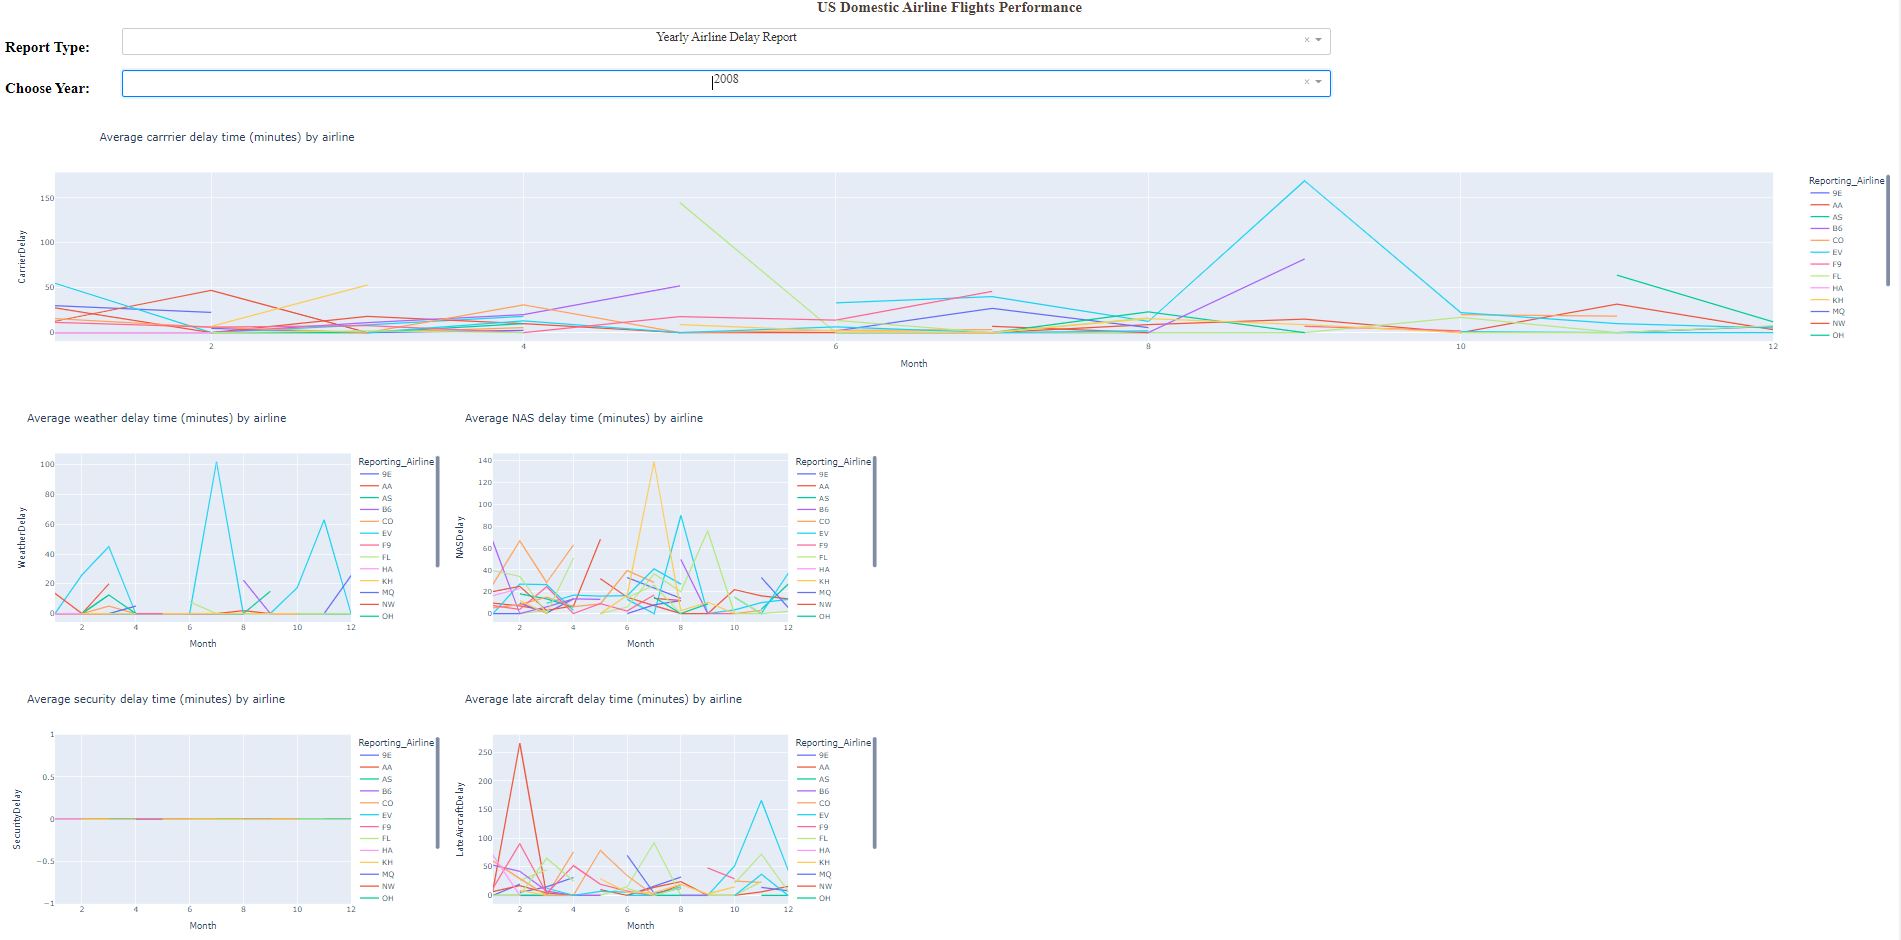 US Domestic Airline Flights Performance
Report Type:
Yearly Airline Delay Report
× 
Choose Year:
2008
×
Average carrrier delay time (minutes) by airline
CarrierDelay
150
100
50
0
2
4
6
8
10
12
Month
Reporting_Airline
9E
AA
AS
B6
CO
EV
F9
FL
HA
KH
MQ
NW
OH
Average weather delay time (minutes) by airline
WeatherDelay
100
80
60
40
20
0
2
4
6
8
10
12
Month
Reporting_Airline
9E
AA
AS
B6
CO
EV
F9
FL
HA
KH
MQ
NW
OH
Average NAS delay time (minutes) by airline
NASDelay
140
120
100
80
60
40
20
0
2
4
6
8
10
12
Month
Reporting_Airline
9E
AA
AS
B6
CO
EV
F9
FL
HA
KH
MQ
NW
OH
Average security delay time (minutes) by airline
SecurityDelay
1
0.5
0
−0.5
−1
2
4
6
8
10
12
Month
Reporting_Airline
9E
AA
AS
B6
CO
EV
F9
FL
HA
KH
MQ
NW
OH
Average late aircraft delay time (minutes) by airline
LateAircraftDelay
250
200
150
100
50
0
2
4
6
8
10
12
Month
Reporting_Airline
9E
AA
AS
B6
CO
EV
F9
FL
HA
KH
MQ
NW
OH